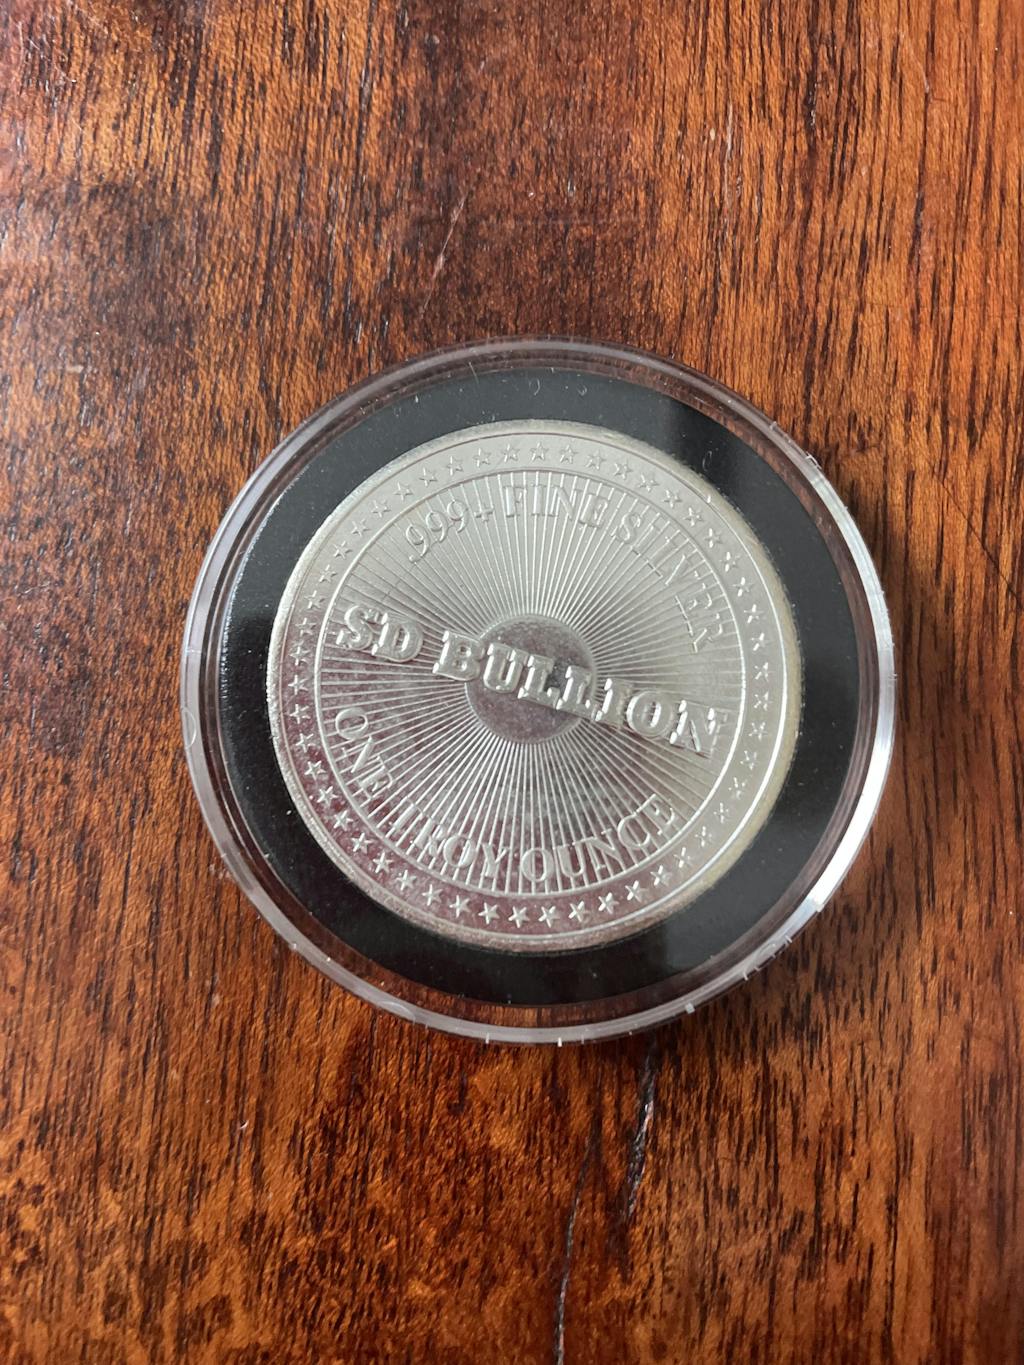 .999+ FINE SILVER
SD BULLION
ONE TROY OUNCE